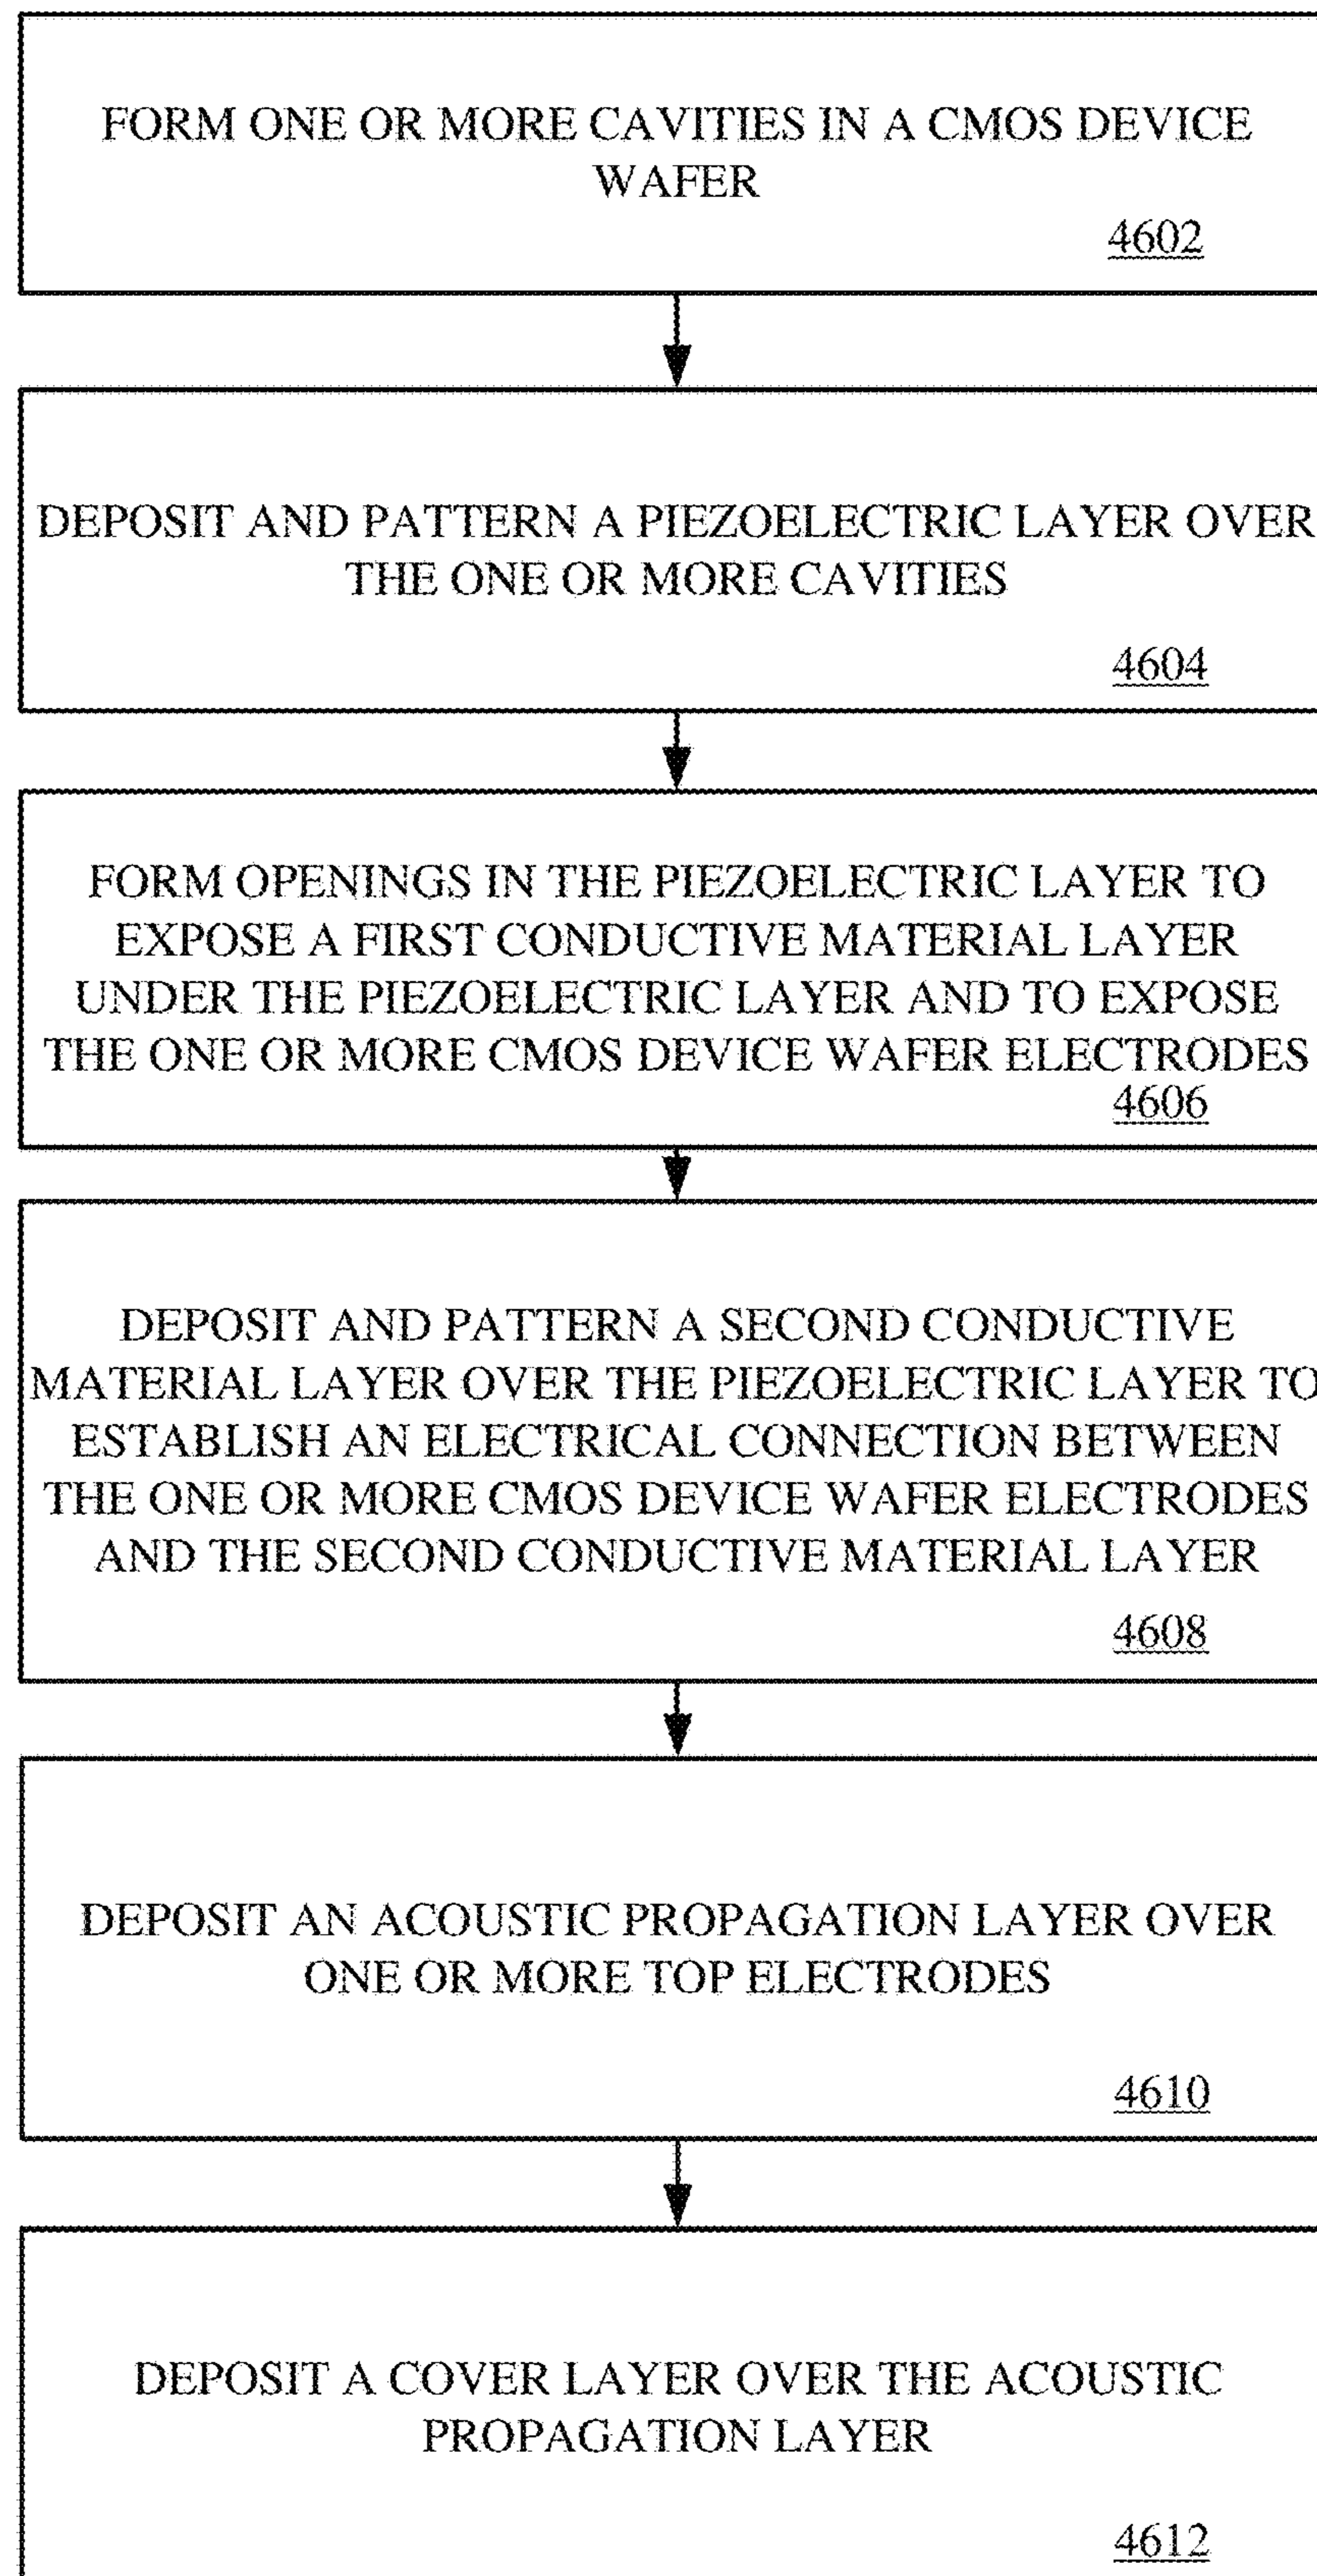 FORM ONE OR MORE CAVITIES IN A CMOS DEVICE
WAFER
4602
DEPOSIT AND PATTERN A PIEZOELECTRIC LAYER OVER
THE ONE OR MORE CAVITIES
4604
FORM OPENINGS IN THE PIEZOELECTRIC LAYER TO
EXPOSE A FIRST CONDUCTIVE MATERIAL LAYER
UNDER THE PIEZOELECTRIC LAYER AND TO EXPOSE
THE ONE OR MORE CMOS DEVICE WAFER ELECTRODES
4606
DEPOSIT AND PATTERN A SECOND CONDUCTIVE
MATERIAL LAYER OVER THE PIEZOELECTRIC LAYER TO
ESTABLISH AN ELECTRICAL CONNECTION BETWEEN
THE ONE OR MORE CMOS DEVICE WAFER ELECTRODES
AND THE SECOND CONDUCTIVE MATERIAL LAYER
4608
DEPOSIT AN ACOUSTIC PROPAGATION LAYER OVER
ONE OR MORE TOP ELECTRODES
4610
DEPOSIT A COVER LAYER OVER THE ACOUSTIC
PROPAGATION LAYER
4612